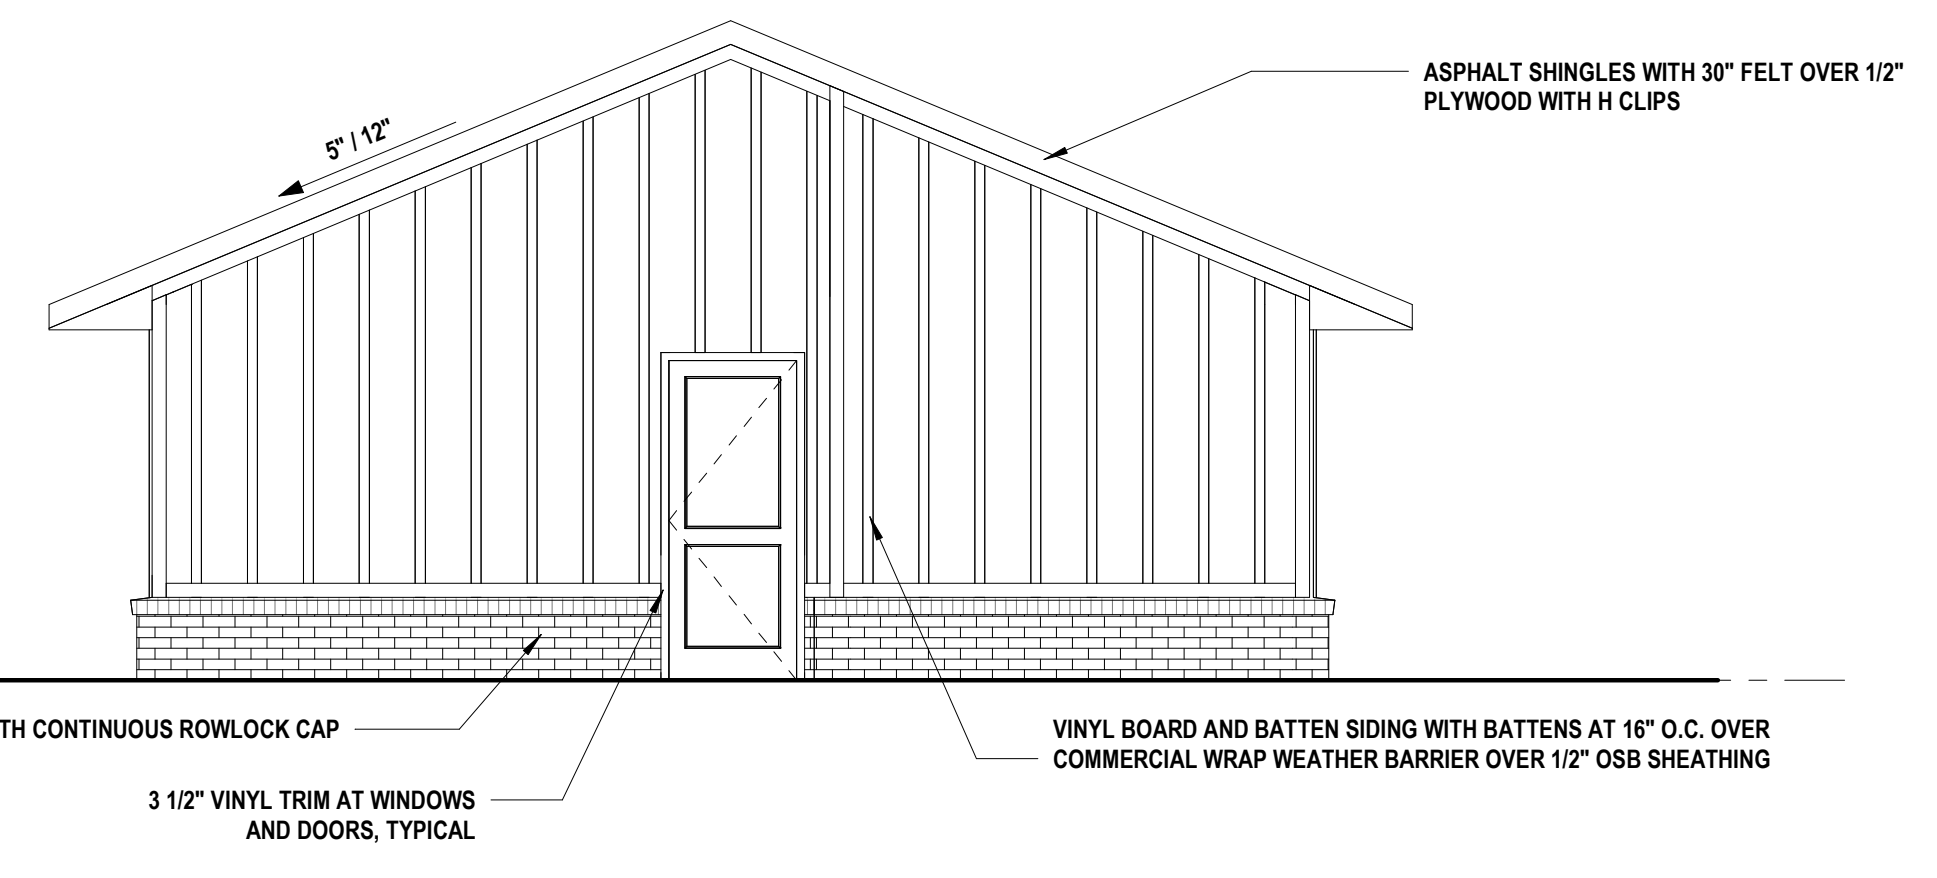 ASPHALT SHINGLES WITH 30" FELT OVER 1/2"
PLYWOOD WITH H CLIPS
5" / 12"
CONTINUOUS ROWLOCK CAP
VINYL BOARD AND BATTEN SIDING WITH BATTENS AT 16" O.C. OVER
COMMERCIAL WRAP WEATHER BARRIER OVER 1/2" OSB SHEATHING
3 1/2" VINYL TRIM AT WINDOWS
AND DOORS, TYPICAL